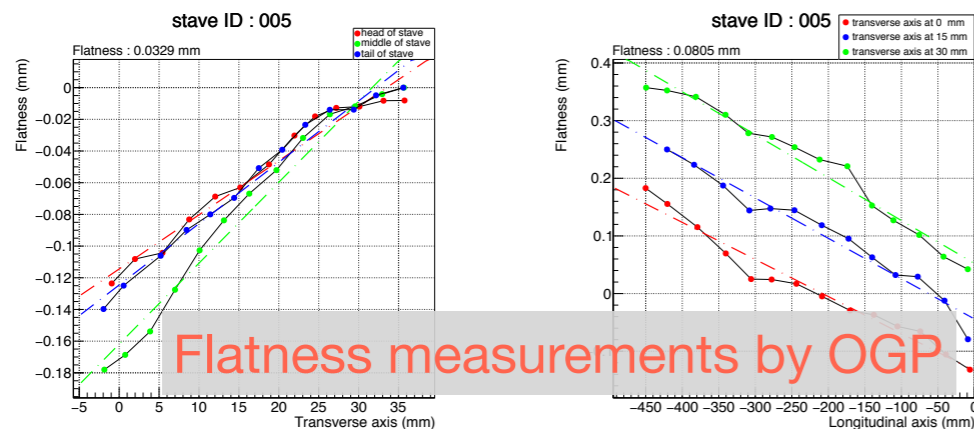 stave ID : 005
Flatness : 0.0329 mm
head of stave
middle of stave
tail of stave
Flatness (mm)
0
−0.02
−0.04
−0.06
−0.08
−0.1
−0.12
−0.14
−0.16
−0.18
−5 0 5 10 15 20 25 30 35
Transverse axis (mm)
stave ID : 005
Flatness : 0.0805 mm
transverse axis at 0 mm
transverse axis at 15 mm
transverse axis at 30 mm
Flatness (mm)
0.4
0.3
0.2
0.1
0
−450 −400 −350 −300 −250 −200 −150 −100 −50 0
Longitudinal axis (mm)
Flatness measurements by OGP